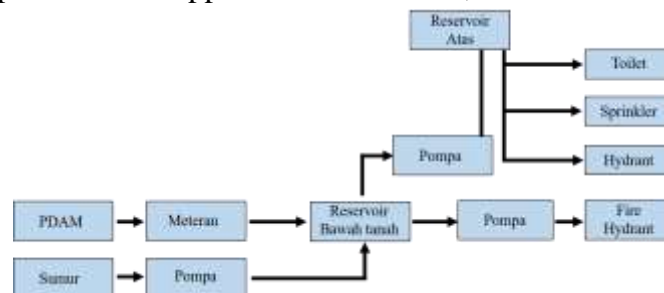 Reservoir
Atas
Toilet
Sprinkler
Pompa
Hydrant
PDAM
Meteran
Reservoir
Bawah tanah
Pompa
Fire
Hydrant
Sumur
Pompa